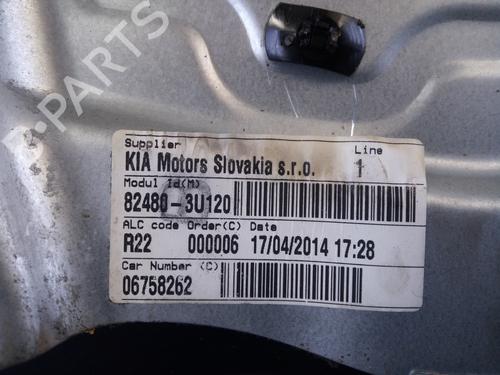 B-PARTS
Supplier Line
KIA Motors Slovakia s.r.o. 1
Modul Id(M)
82480-3U120
ALC code Order(C) Date
R22 000006 17/04/2014 17:28
Car Number (C)
06758262